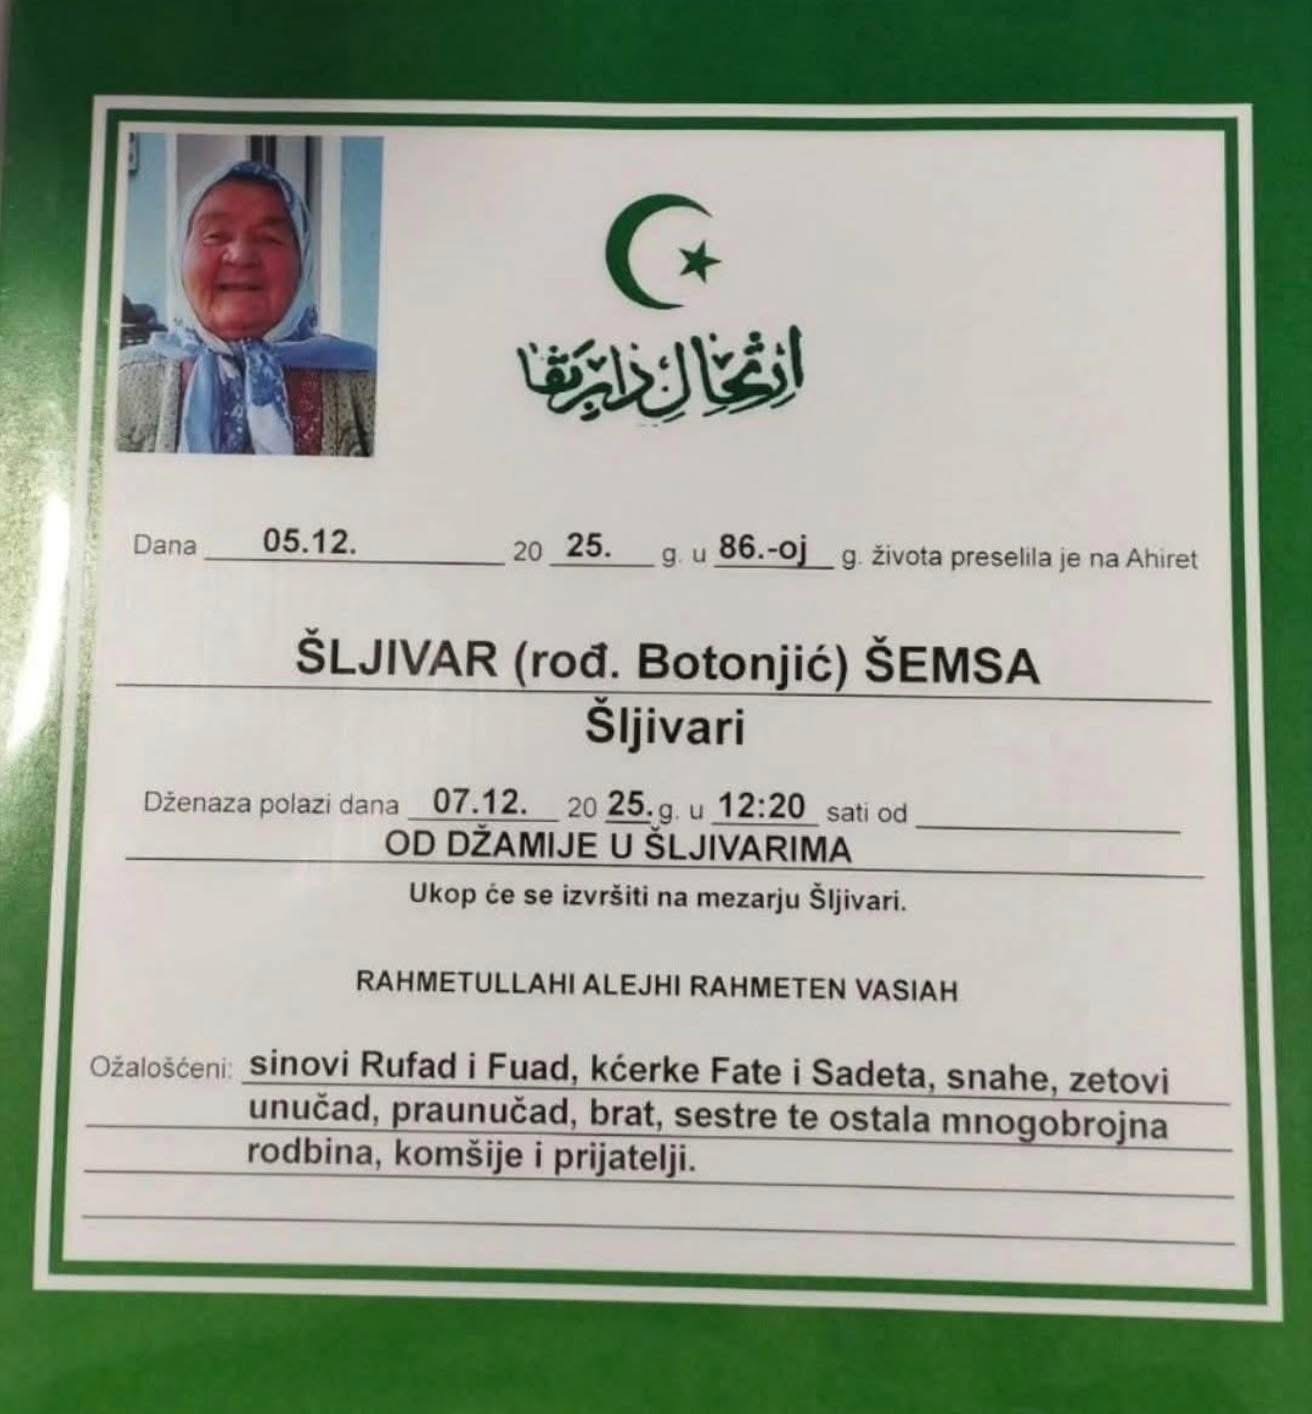 إنتحال دار بقا
Dana 05.12. 20 25. g. u 86.-oj g. života preselila je na Ahiret
ŠLJIVAR (rođ. Botonjić) ŠEMSA
Šljivari
Dženaza polazi dana 07.12. 20 25. g. u 12:20 sati od
OD DŽAMIJE U ŠLJIVARIMA
Ukop će se izvršiti na mezarju Šljivari.
RAHMETULLAHI ALEJHI RAHMETEN VASIAH
Ožalošćeni: sinovi Rufad i Fuad, kćerke Fate i Sadeta, snahe, zetovi
unučad, praunučad, brat, sestre te ostala mnogobrojna
rodbina, komšije i prijatelji.